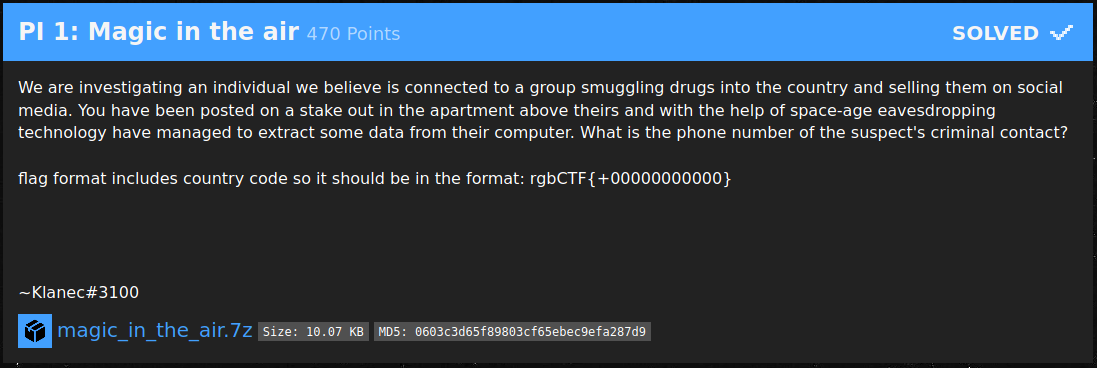 PI 1: Magic in the air 470 Points SOLVED
We are investigating an individual we believe is connected to a group smuggling drugs into the country and selling them on social
media. You have been posted on a stake out in the apartment above theirs and with the help of space-age eavesdropping
technology have managed to extract some data from their computer. What is the phone number of the suspect's criminal contact?
flag format includes country code so it should be in the format: rgbCTF{+00000000000}
~Klanec#3100
magic_in_the_air.7z Size: 10.07 KB MD5: 0603c3d65f89803cf65ebec9efa287d9